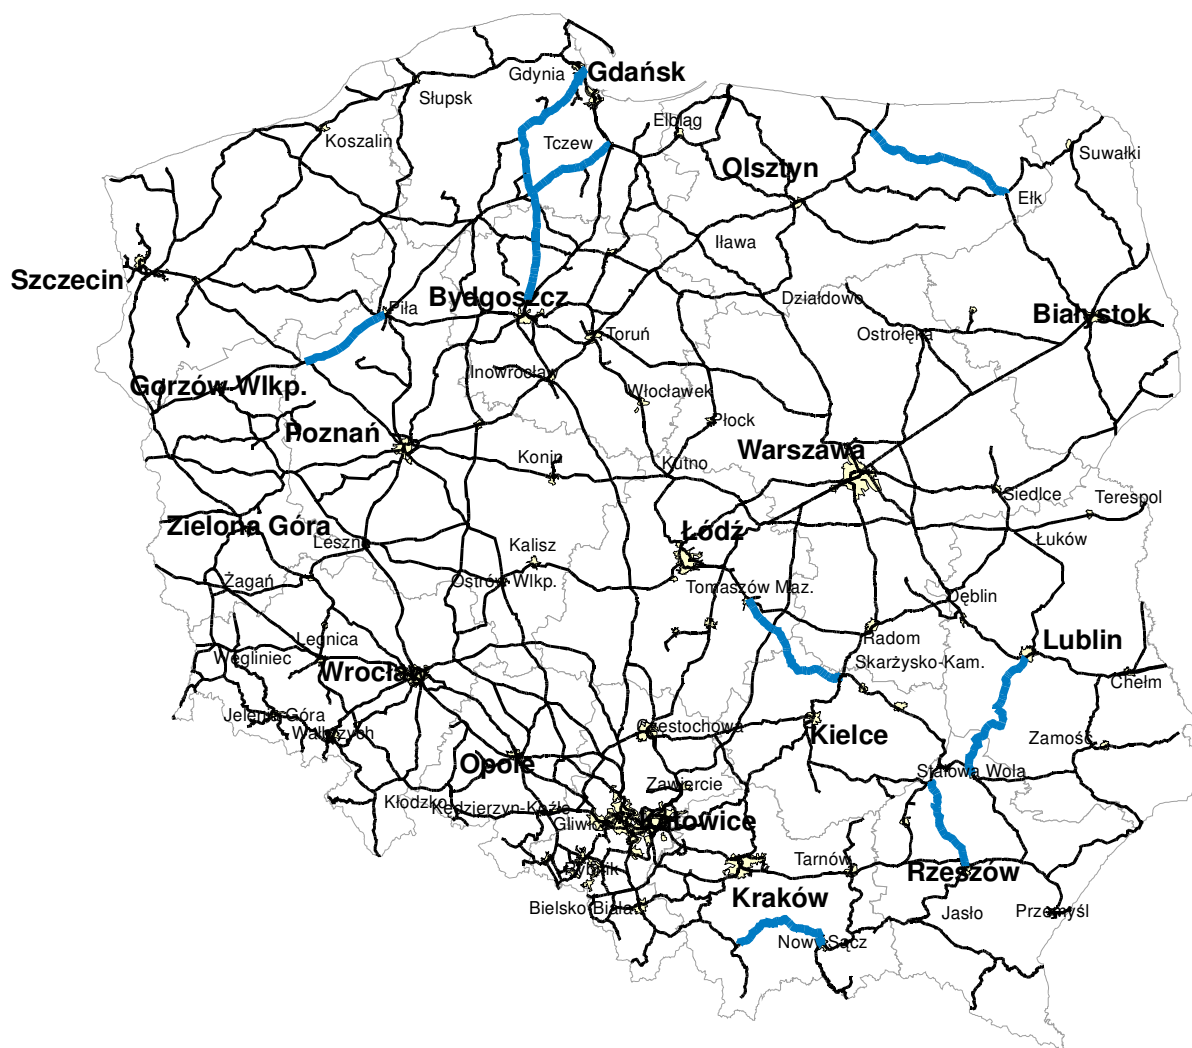 Gdynia
Gdańsk
Słupsk
Elbląg
Koszalin
Tczew
Suwałki
Olsztyn
Ełk
Iława
Szczecin
Bydgoszcz
Działdowo
Piła
Białystok
Toruń
Ostrołęka
Inowrocław
Gorzów Wlkp.
Włocławek
Płock
Poznań
Warszawa
Konin
Kutno
Siedlce
Terespol
Zielona Góra
Łódź
Leszno
Łuków
Kalisz
Żagań
Ostrów Wlkp.
Tomaszów Maz.
Dęblin
Legnica
Radom
Lublin
Węgliniec
Wrocław
Skarżysko-Kam.
Chełm
Jelenia Góra
Wałbrzych
Częstochowa
Kielce
Zamość
Opole
Stalowa Wola
Zawiercie
Kłodzko
Kędzierzyn-Koźle
Gliwice
Katowice
Tarnów
Rybnik
Rzeszów
Kraków
Bielsko-Biała
Jasło
Przemyśl
Nowy Sącz